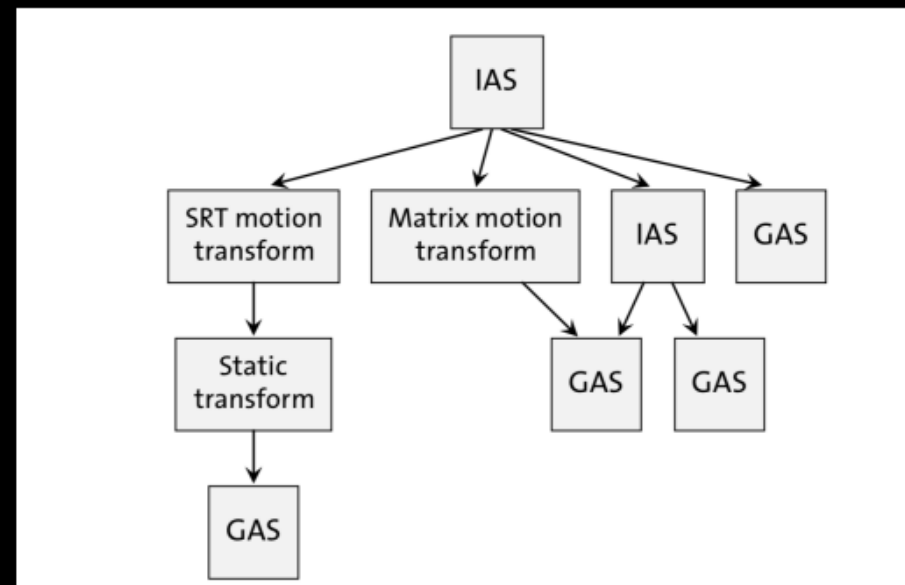 IAS
SRT motion
transform
Matrix motion
transform
IAS
GAS
Static
transform
GAS
GAS
GAS